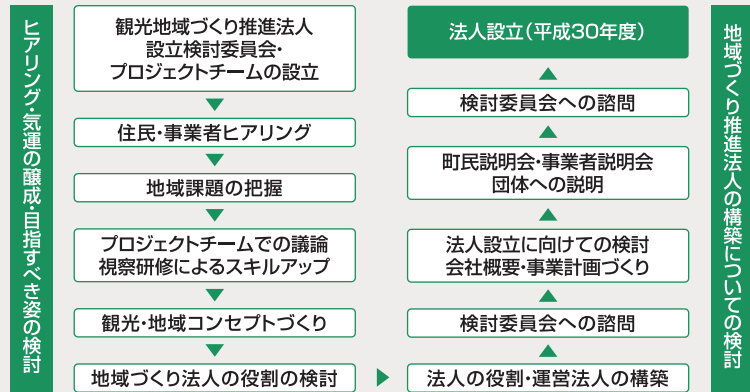 ヒアリング・気運の醸成・目指すべき姿の検討
観光地域づくり推進法人
設立検討委員会・
プロジェクトチームの設立
住民・事業者ヒアリング
地域課題の把握
プロジェクトチームでの議論
視察研修によるスキルアップ
観光・地域コンセプトづくり
地域づくり法人の役割の検討
法人の役割・運営法人の構築
検討委員会への諮問
法人設立に向けての検討
会社概要・事業計画づくり
町民説明会・事業者説明会
団体への説明
検討委員会への諮問
法人設立(平成30年度)
地域づくり推進法人の構築についての検討